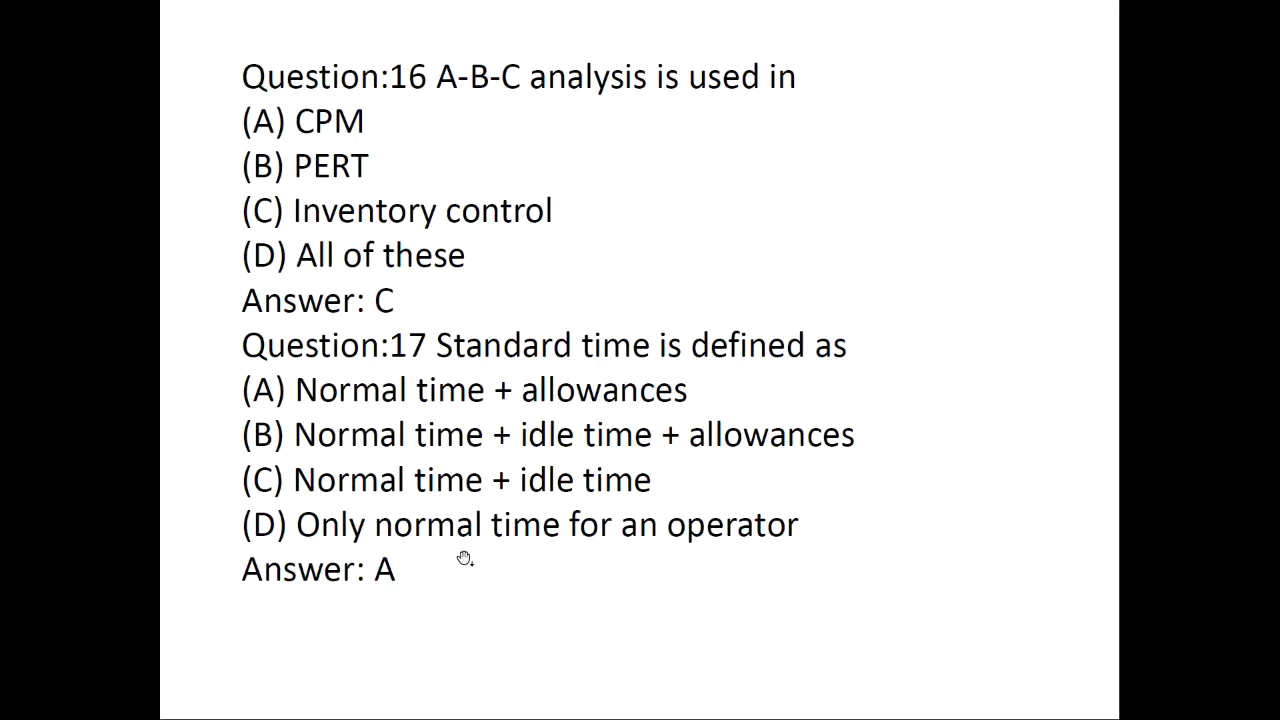 Question:16 A-B-C analysis is used in
(A) CPM
(B) PERT
(C) Inventory control
(D) All of these
Answer: C
Question:17 Standard time is defined as
(A) Normal time + allowances
(B) Normal time + idle time + allowances
(C) Normal time + idle time
(D) Only normal time for an operator
Answer: A